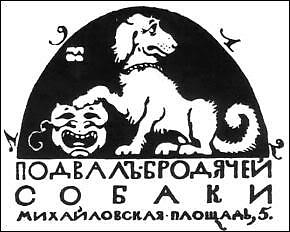 ПОДВАЛЪ·БРОДЯЧЕЙ
СОБАКИ
МИХАЙЛОВСКАЯ·ПЛОЩАДЬ, 5.